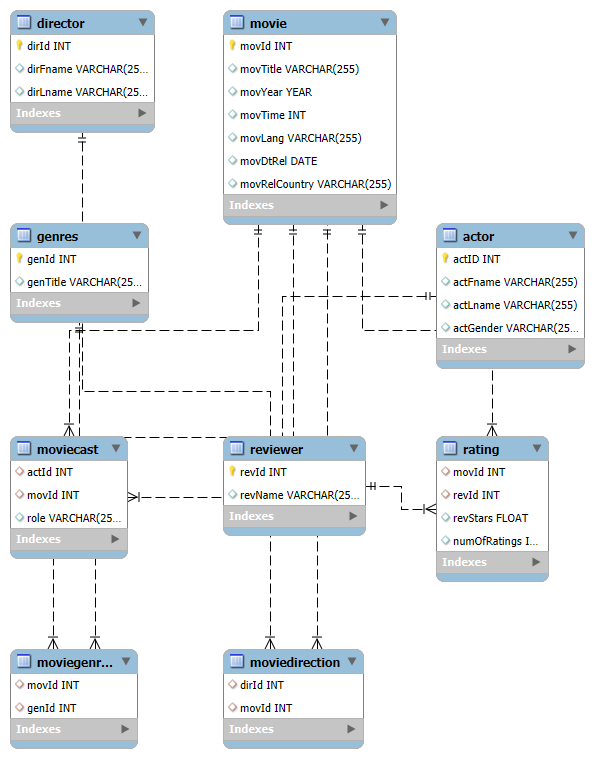 director
dirId INT
dirFname VARCHAR(25...
dirLname VARCHAR(25...
Indexes
movie
movId INT
movTitle VARCHAR(255)
movYear YEAR
movTime INT
movLang VARCHAR(255)
movDtRel DATE
movRelCountry VARCHAR(255)
Indexes
genres
genId INT
genTitle VARCHAR(25...
Indexes
actor
actID INT
actFname VARCHAR(255)
actLname VARCHAR(255)
actGender VARCHAR(25...
Indexes
moviecast
actId INT
movId INT
role VARCHAR(25...
Indexes
reviewer
revId INT
revName VARCHAR(25...
Indexes
rating
movId INT
revId INT
revStars FLOAT
numOfRatings I...
Indexes
moviegenr...
movId INT
genId INT
Indexes
moviedirection
dirId INT
movId INT
Indexes